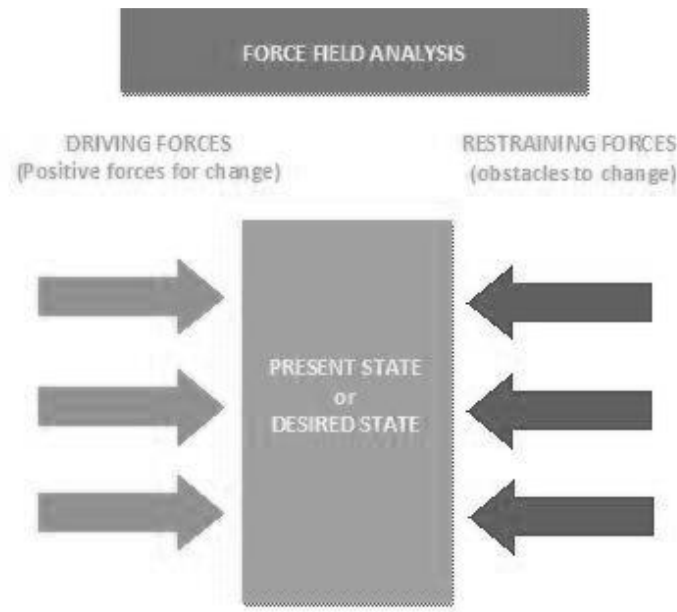 FORCE FIELD ANALYSIS
DRIVING FORCES
(Positive forces for change)
RESTRAINING FORCES
(obstacles to change)
PRESENT STATE
or
DESIRED STATE